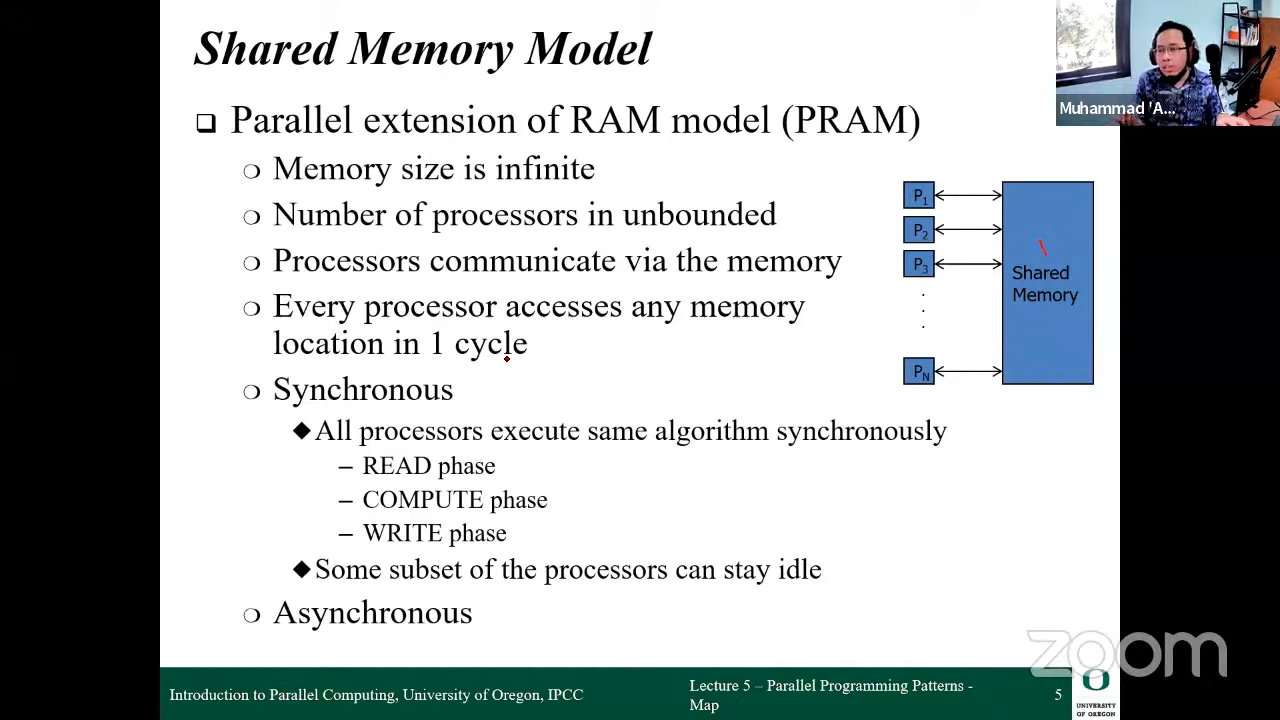 Shared Memory Model
Muhammad 'A...
❑ Parallel extension of RAM model (PRAM)
❍ Memory size is infinite
❍ Number of processors in unbounded
❍ Processors communicate via the memory
❍ Every processor accesses any memory
location in 1 cycle
❍ Synchronous
◆All processors execute same algorithm synchronously
– READ phase
– COMPUTE phase
– WRITE phase
◆Some subset of the processors can stay idle
❍ Asynchronous
P1
P2
P3
.
.
.
PN
Shared
Memory
zoom
Introduction to Parallel Computing, University of Oregon, IPCC
Lecture 5 – Parallel Programming Patterns -
Map
5
O
UNIVERSITY
OF OREGON